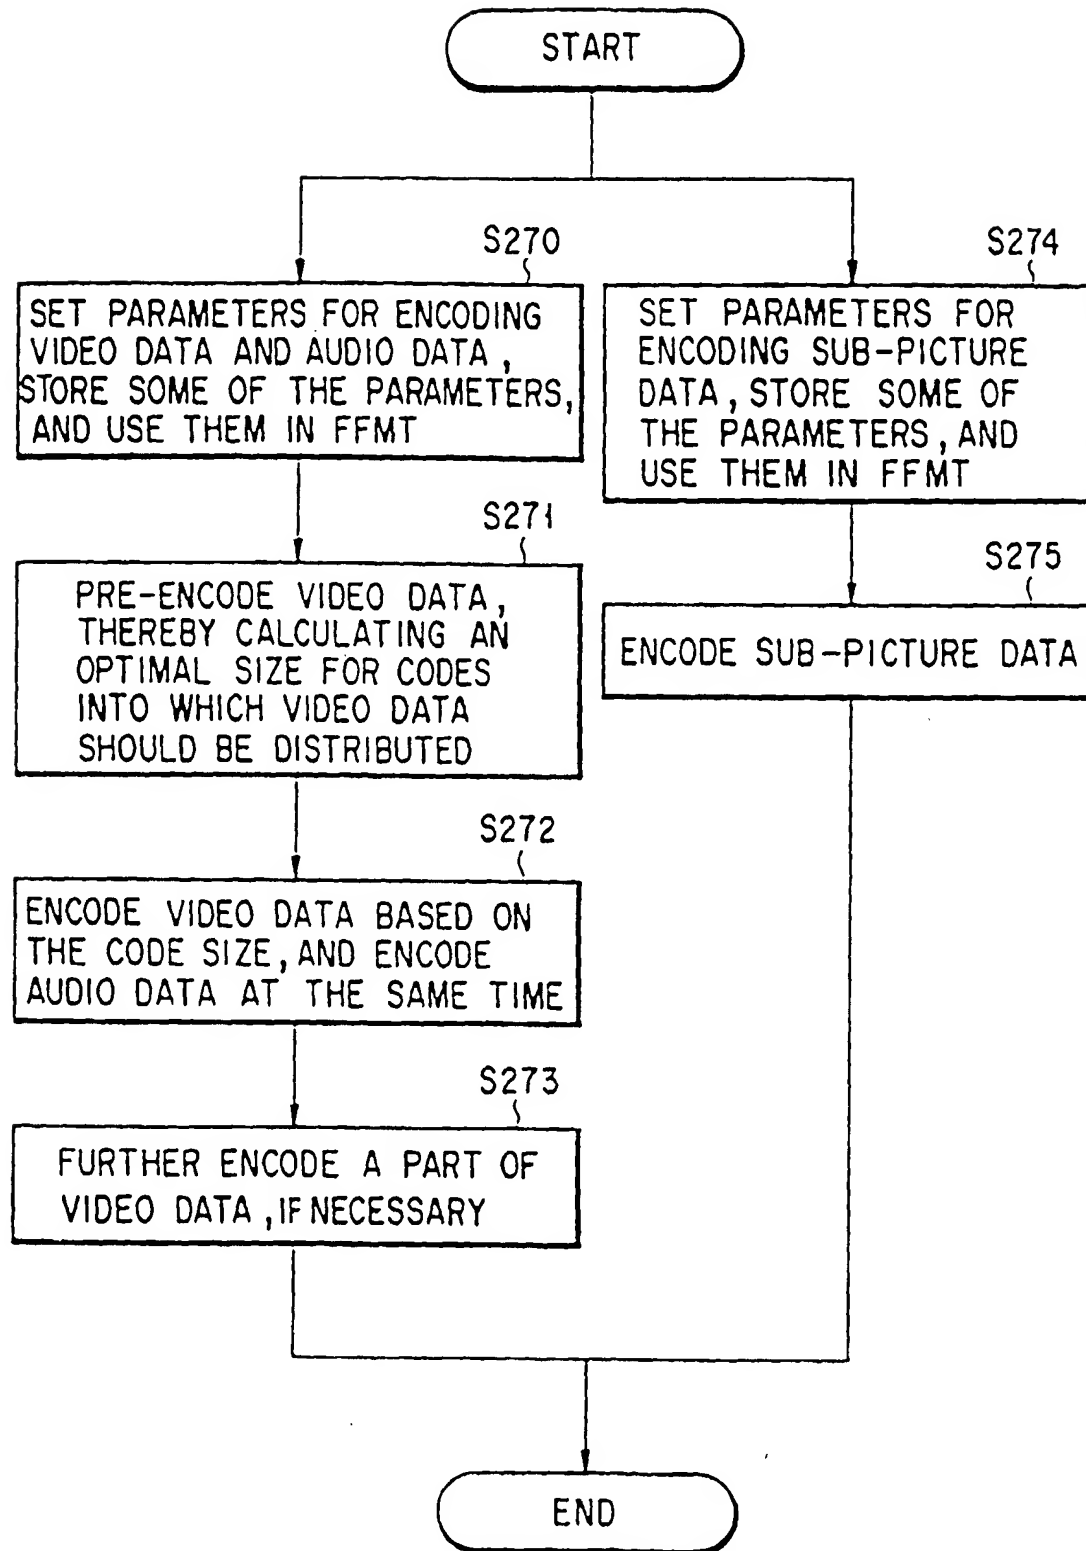 START
S270
SET PARAMETERS FOR ENCODING
VIDEO DATA AND AUDIO DATA,
STORE SOME OF THE PARAMETERS,
AND USE THEM IN FFMT
S271
PRE-ENCODE VIDEO DATA,
THEREBY CALCULATING AN
OPTIMAL SIZE FOR CODES
INTO WHICH VIDEO DATA
SHOULD BE DISTRIBUTED
S272
ENCODE VIDEO DATA BASED ON
THE CODE SIZE, AND ENCODE
AUDIO DATA AT THE SAME TIME
S273
FURTHER ENCODE A PART OF
VIDEO DATA, IF NECESSARY
S274
SET PARAMETERS FOR
ENCODING SUB-PICTURE
DATA, STORE SOME OF
THE PARAMETERS, AND
USE THEM IN FFMT
S275
ENCODE SUB-PICTURE DATA
END